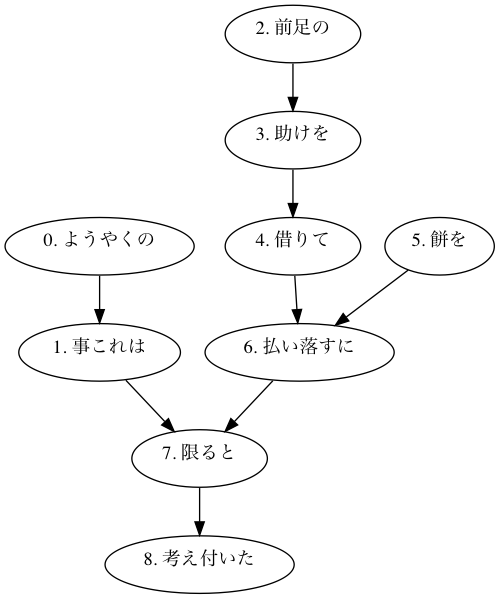 2. 前足の
3. 助けを
0. ようやくの
4. 借りて
5. 餅を
1. 事これは
6. 払い落すに
7. 限ると
8. 考え付いた